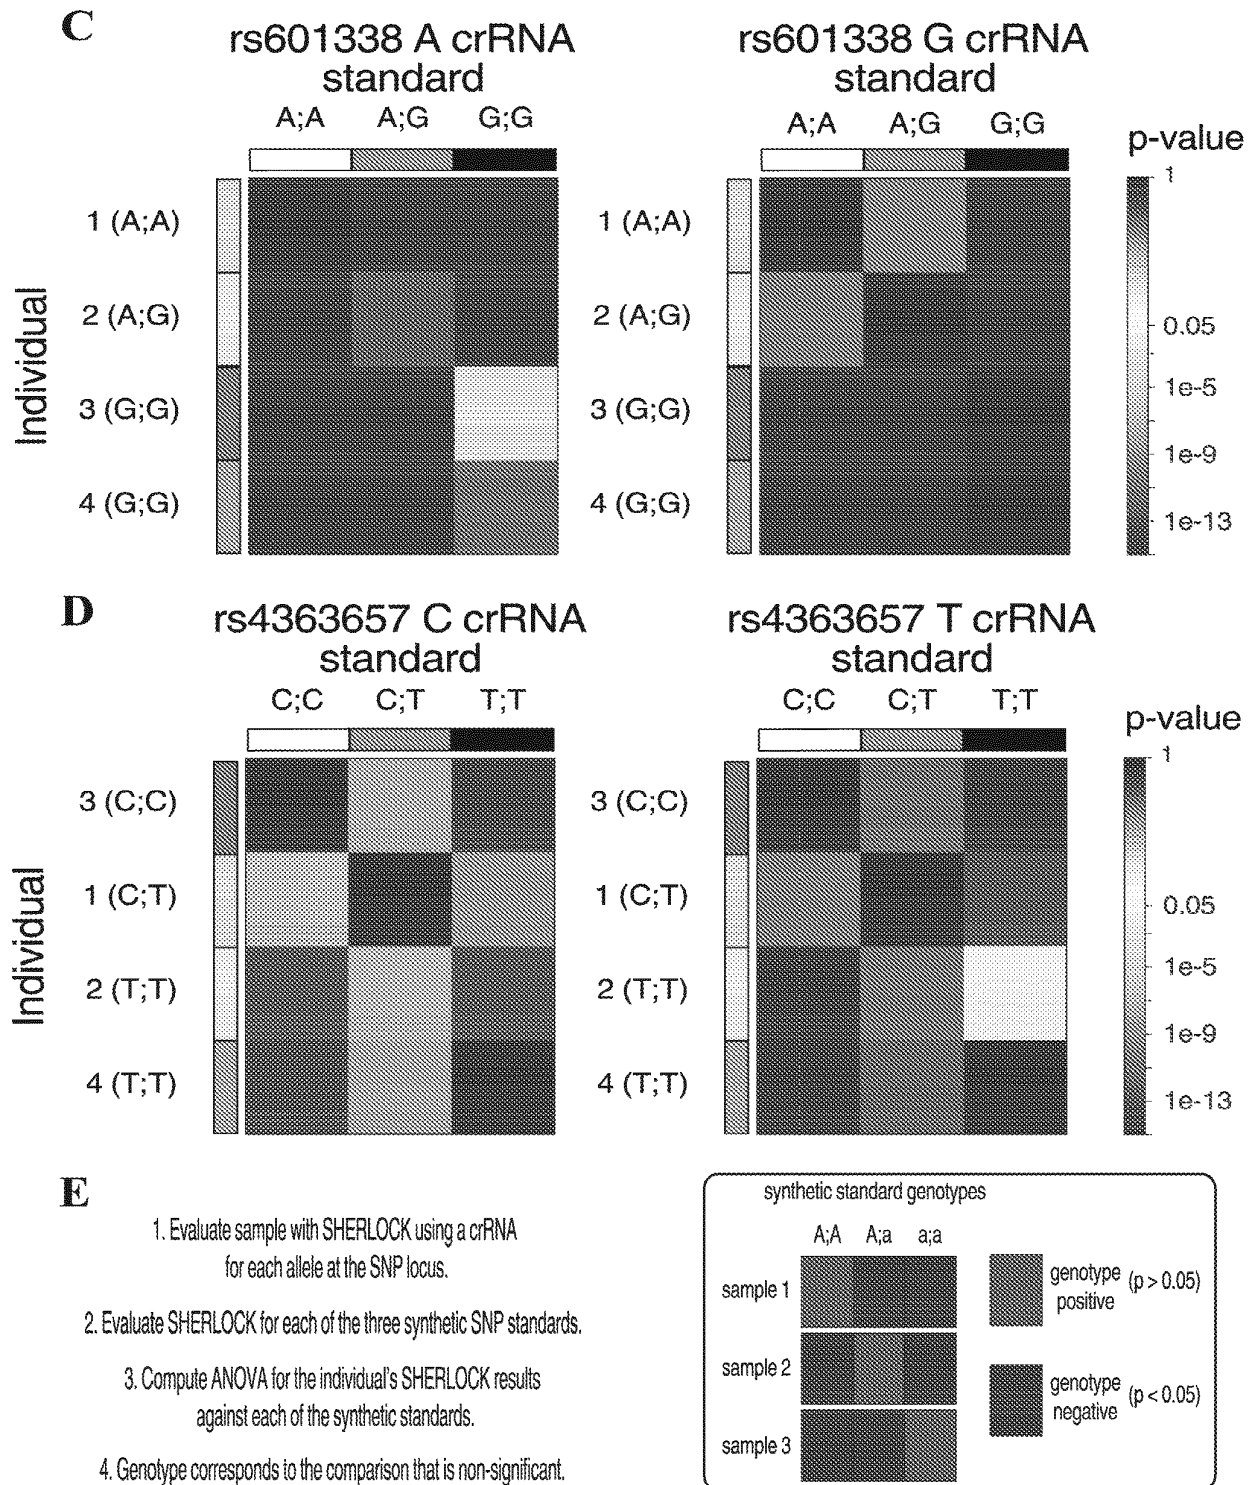 C
rs601338 A crRNA
standard
A;A A;G G;G
rs601338 G crRNA
standard
A;A A;G G;G
p-value
1
0.05
1e-5
1e-9
1e-13
Individual
1 (A;A)
2 (A;G)
3 (G;G)
4 (G;G)
1 (A;A)
2 (A;G)
3 (G;G)
4 (G;G)
D
rs4363657 C crRNA
standard
C;C C;T T;T
rs4363657 T crRNA
standard
C;C C;T T;T
p-value
1
0.05
1e-5
1e-9
1e-13
Individual
3 (C;C)
1 (C;T)
2 (T;T)
4 (T;T)
3 (C;C)
1 (C;T)
2 (T;T)
4 (T;T)
E
1. Evaluate sample with SHERLOCK using a crRNA
for each allele at the SNP locus.
2. Evaluate SHERLOCK for each of the three synthetic SNP standards.
3. Compute ANOVA for the individual's SHERLOCK results
against each of the synthetic standards.
4. Genotype corresponds to the comparison that is non-significant.
synthetic standard genotypes
A;A A;a a;a
sample 1
sample 2
sample 3
genotype (p > 0.05)
positive
genotype (p < 0.05)
negative